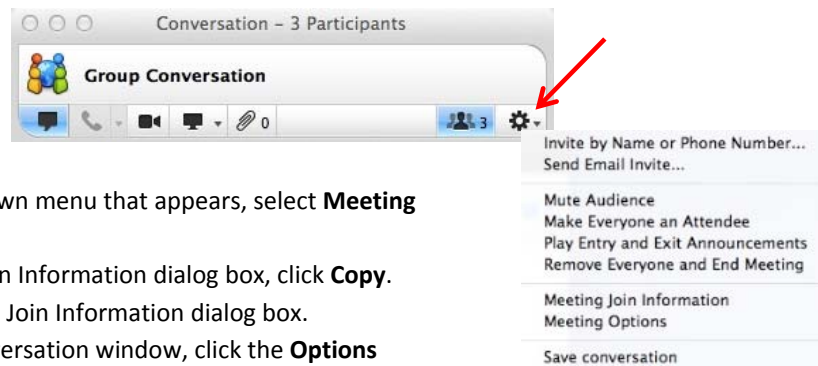 Conversation – 3 Participants
Group Conversation
0
3
Invite by Name or Phone Number...
Send Email Invite...
Mute Audience
Make Everyone an Attendee
Play Entry and Exit Announcements
Remove Everyone and End Meeting
Meeting Join Information
Meeting Options
Save conversation
wn menu that appears, select Meeting
n Information dialog box, click Copy.
Join Information dialog box.
ersation window, click the Options